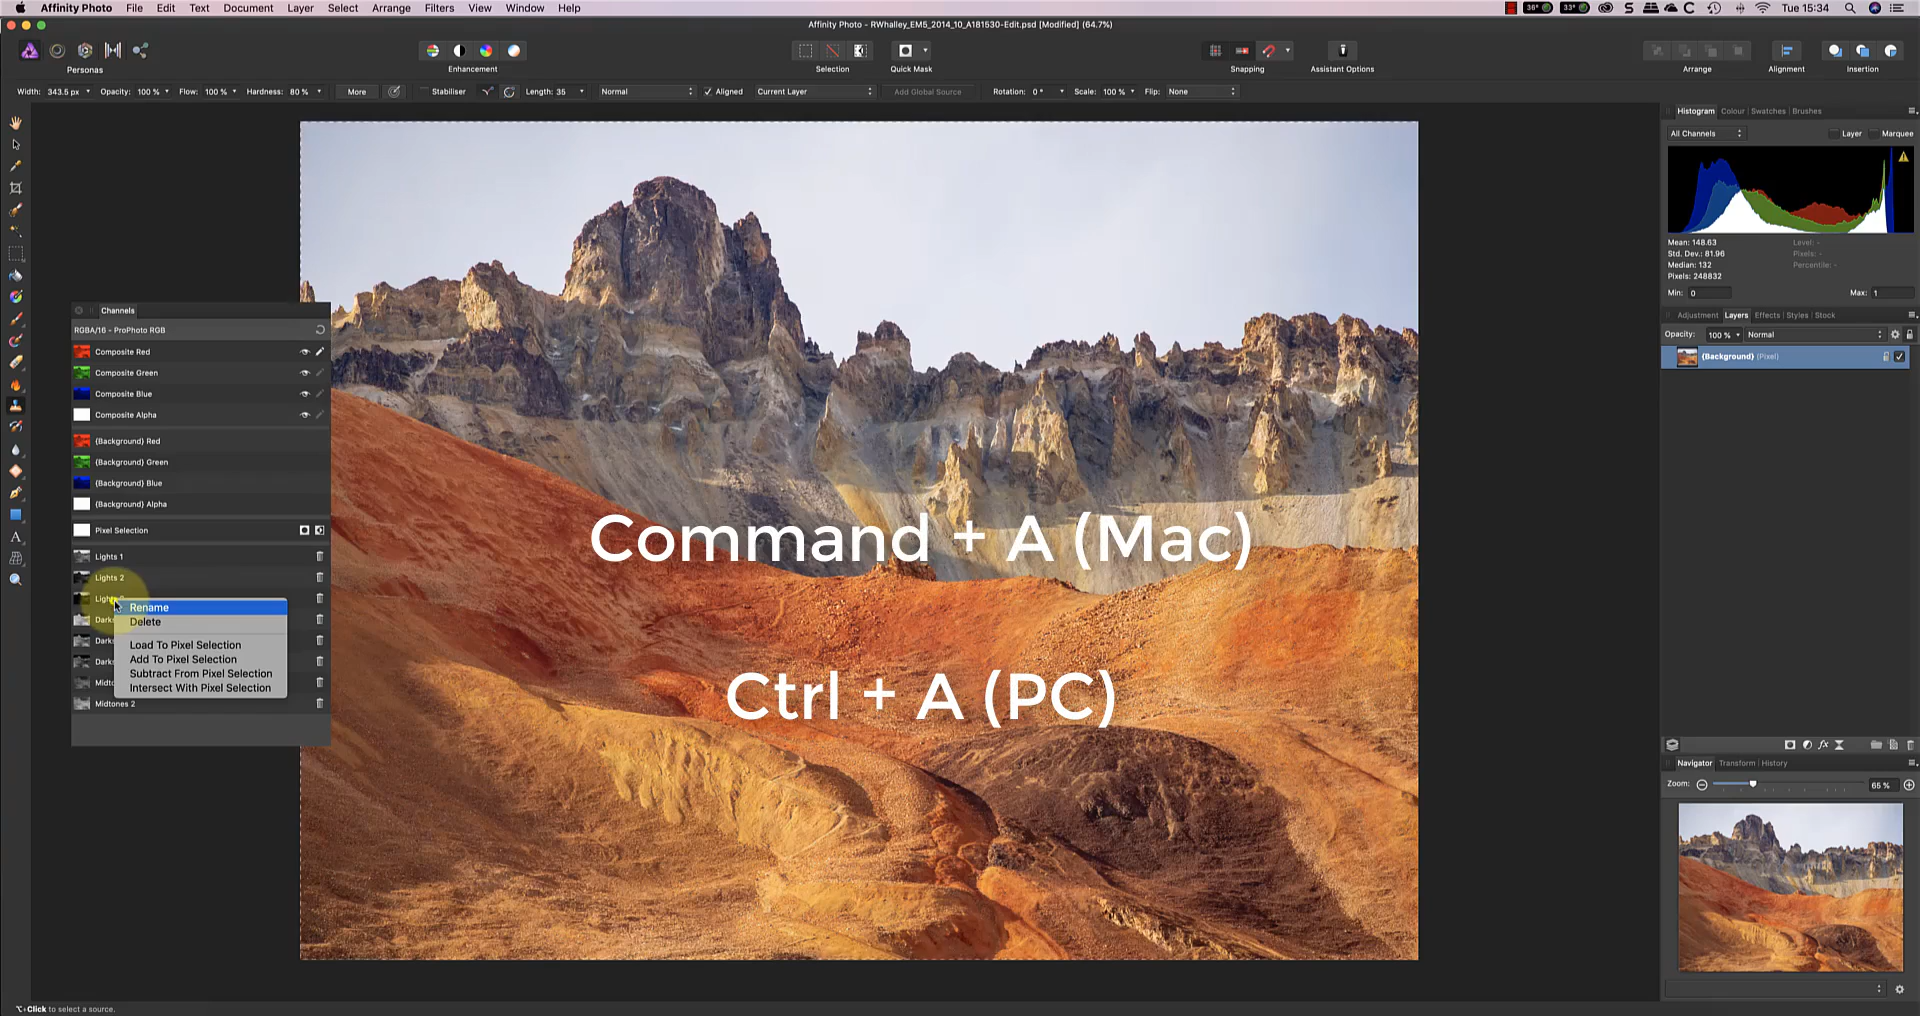 Affinity Photo File Edit Text Document Layer Select Arrange Filters View Window Help
36° 33° Tue 15:34
Affinity Photo - RWhalley_EM5_2014_10_A181530-Edit.psd [Modified] (64.7%)
Personas Enhancement Selection Quick Mask Snapping Assistant Options Arrange Alignment Insertion
Width: 343.5 px Opacity: 100 % Flow: 100 % Hardness: 80 % More Stabiliser Length: 35 Normal Aligned Current Layer Add Global Source Rotation: 0° Scale: 100 % Flip: None
Channels
RGBA/16 - ProPhoto RGB
Composite Red
Composite Green
Composite Blue
Composite Alpha
(Background) Red
(Background) Green
(Background) Blue
(Background) Alpha
Pixel Selection
Lights 1
Lights 2
Rename
Delete
Load To Pixel Selection
Add To Pixel Selection
Subtract From Pixel Selection
Intersect With Pixel Selection
Midtones 2
Command + A (Mac)
Ctrl + A (PC)
Histogram Colour Swatches Brushes
All Channels Layer Marquee
Mean: 148.63 Level: -
Std. Dev.: 81.96 Pixels: -
Median: 132 Percentile: -
Pixels: 248832
Min: 0 Max: 1
Adjustment Layers Effects Styles Stock
Opacity: 100 % Normal
(Background) (Pixel)
fx
Navigator Transform History
Zoom: 65 %
A
⌥+Click to select a source.